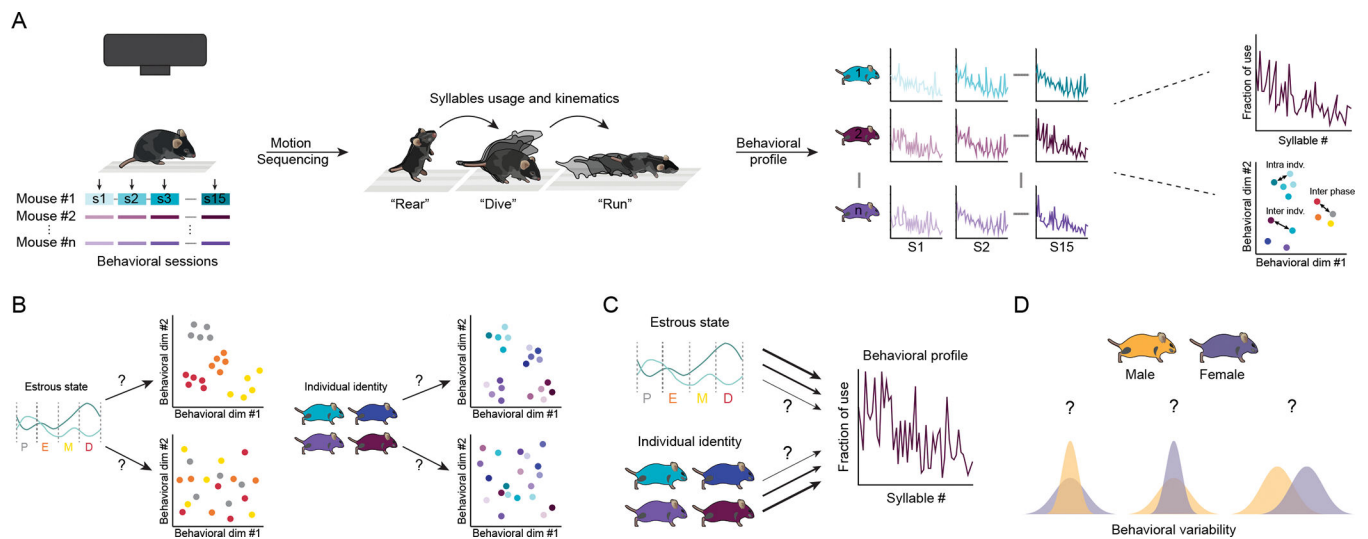 A
Syllables usage and kinematics
Motion
Sequencing
"Rear"
"Dive"
"Run"
Mouse #1
s1
s2
s3
s15
Mouse #2
Mouse #n
Behavioral sessions
Behavioral
profile
1
2
n
S1
S2
S15
Fraction of use
Syllable #
Behavioral dim #2
Intra indv.
Inter phase
Inter indv.
Behavioral dim #1
B
Estrous state
P E M D
?
?
Behavioral dim #2
Behavioral dim #1
Behavioral dim #2
Behavioral dim #1
Individual identity
?
?
Behavioral dim #2
Behavioral dim #1
Behavioral dim #2
Behavioral dim #1
C
Estrous state
P E M D
?
Individual identity
?
Behavioral profile
Fraction of use
Syllable #
D
Male
Female
?
?
?
Behavioral variability